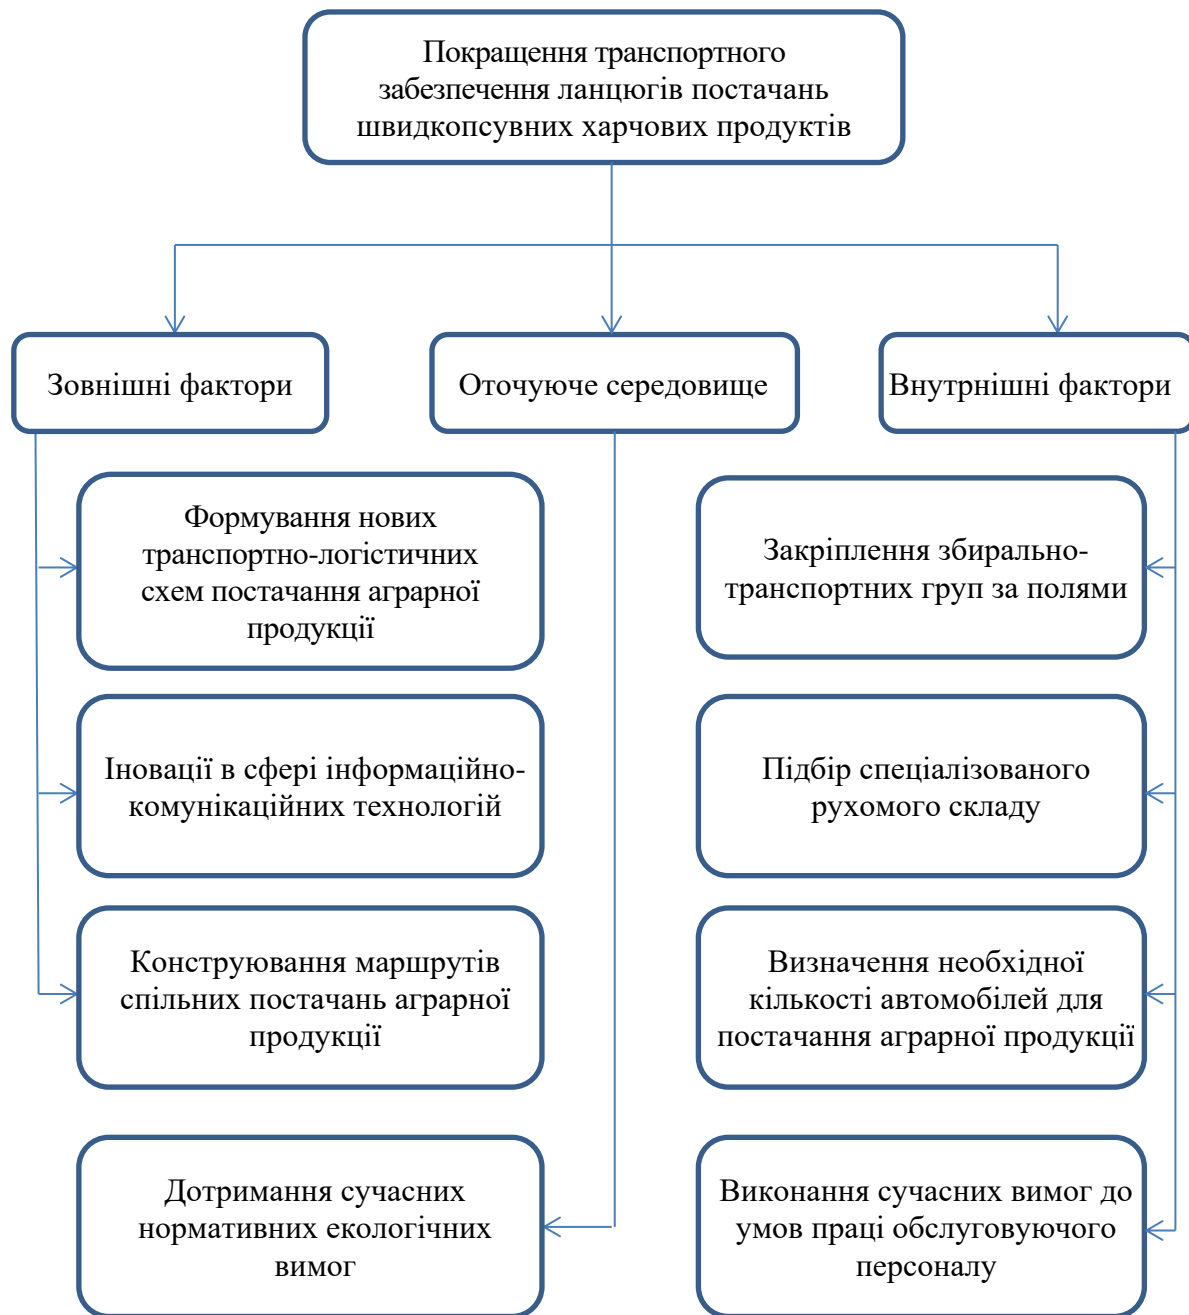 Покращення транспортного
забезпечення ланцюгів постачань
швидкопсувних харчових продуктів
Зовнішні фактори
Оточуюче середовище
Внутрнішні фактори
Формування нових
транспортно-логістичних
схем постачання аграрної
продукції
Закріплення збирально-
транспортних груп за полями
Іновації в сфері інформаційно-
комунікаційних технологій
Підбір спеціалізованого
рухомого складу
Конструювання маршрутів
спільних постачань аграрної
продукції
Визначення необхідної
кількості автомобілей для
постачання аграрної продукції
Дотримання сучасних
нормативних екологічних
вимог
Виконання сучасних вимог до
умов праці обслуговуючого
персоналу